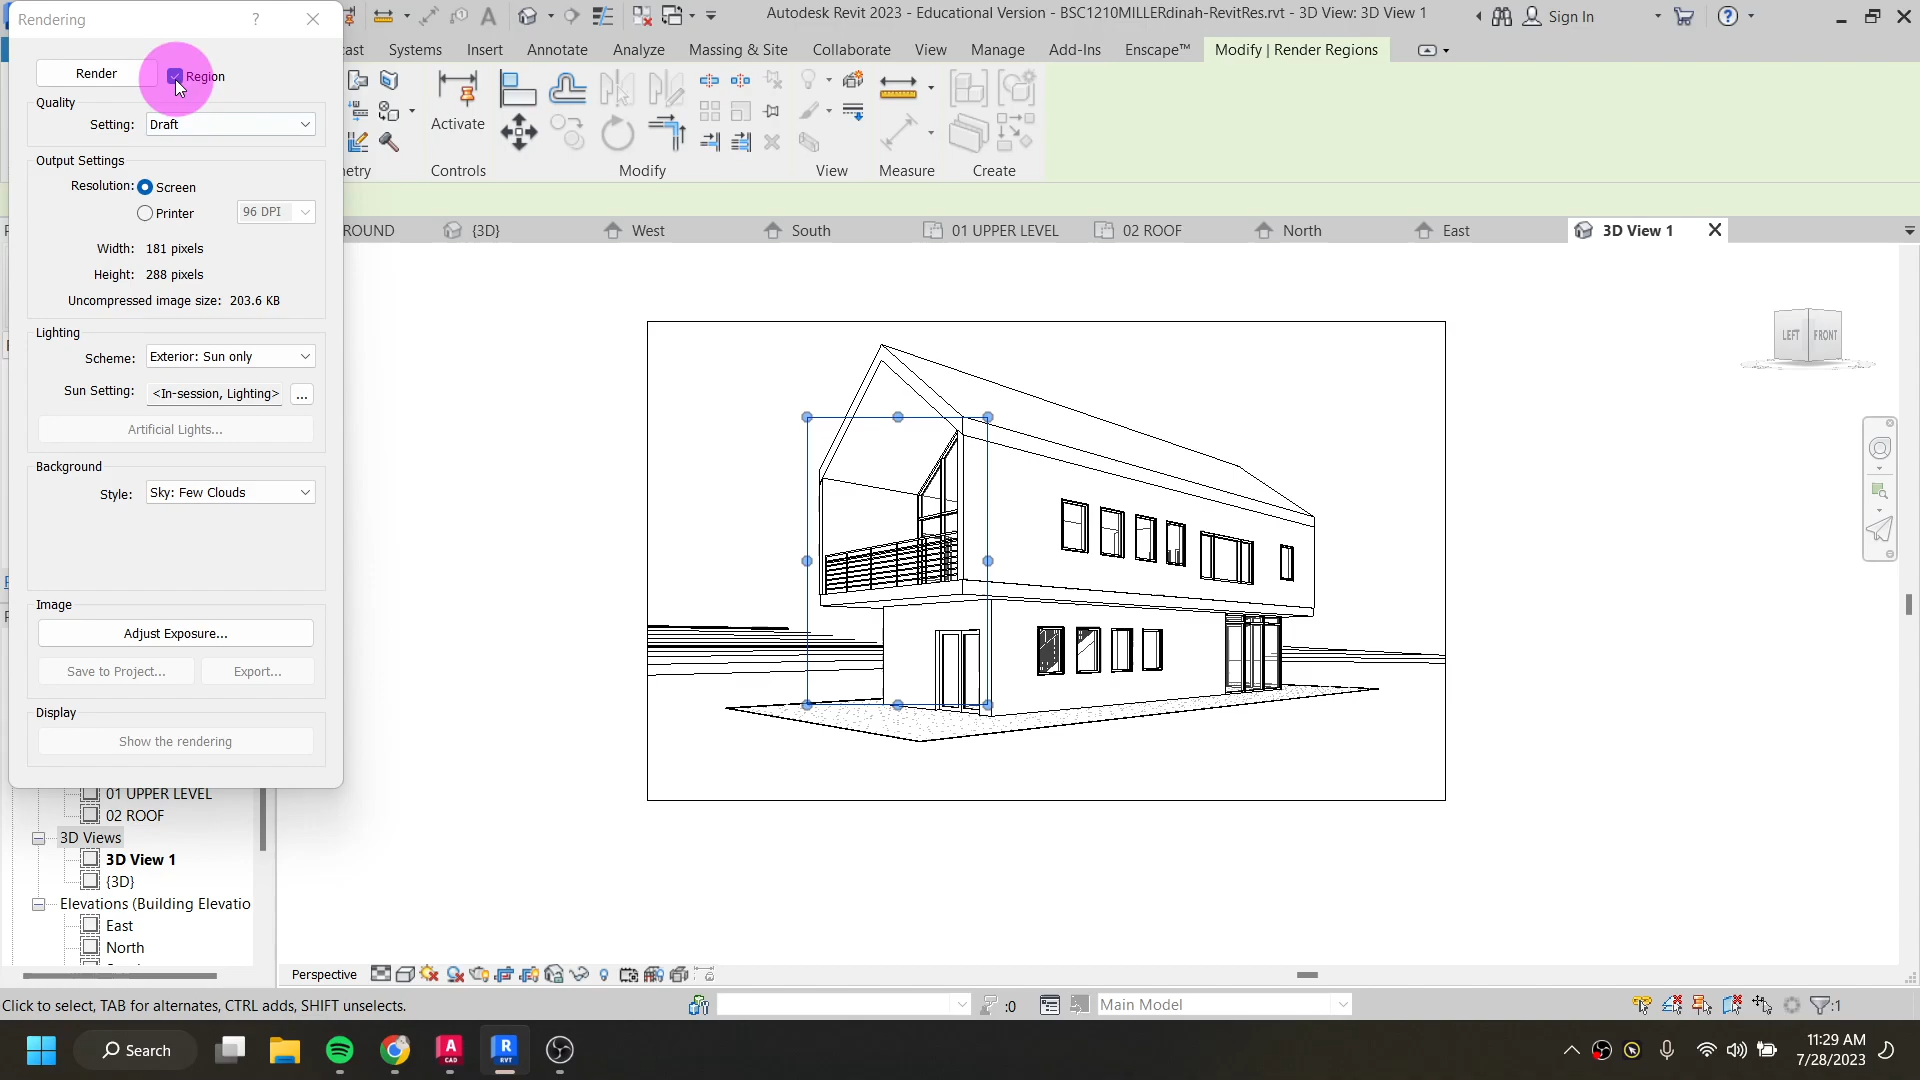 Rendering ?
Autodesk Revit 2023 - Educational Version - BSC1210MILLERdinah-RevitRes.rvt - 3D View: 3D View 1
Sign In
Systems Insert Annotate Analyze Massing & Site Collaborate View Manage Add-Ins Enscape™ Modify | Render Regions
Render
Region
Quality
Setting: Draft
Activate
Controls Modify View Measure Create
Output Settings
Resolution: Screen
Printer 96 DPI
Width: 181 pixels
Height: 288 pixels
Uncompressed image size: 203.6 KB
ROUND {3D} West South 01 UPPER LEVEL 02 ROOF North East 3D View 1
LEFT FRONT
Lighting
Scheme: Exterior: Sun only
Sun Setting: <In-session, Lighting> ...
Artificial Lights...
Background
Style: Sky: Few Clouds
Image
Adjust Exposure...
Save to Project... Export...
Display
Show the rendering
01 UPPER LEVEL
02 ROOF
3D Views
3D View 1
{3D}
Elevations (Building Elevatio
East
North
Perspective
Click to select, TAB for alternates, CTRL adds, SHIFT unselects.
:0
Main Model
:1
Search
11:29 AM
7/28/2023